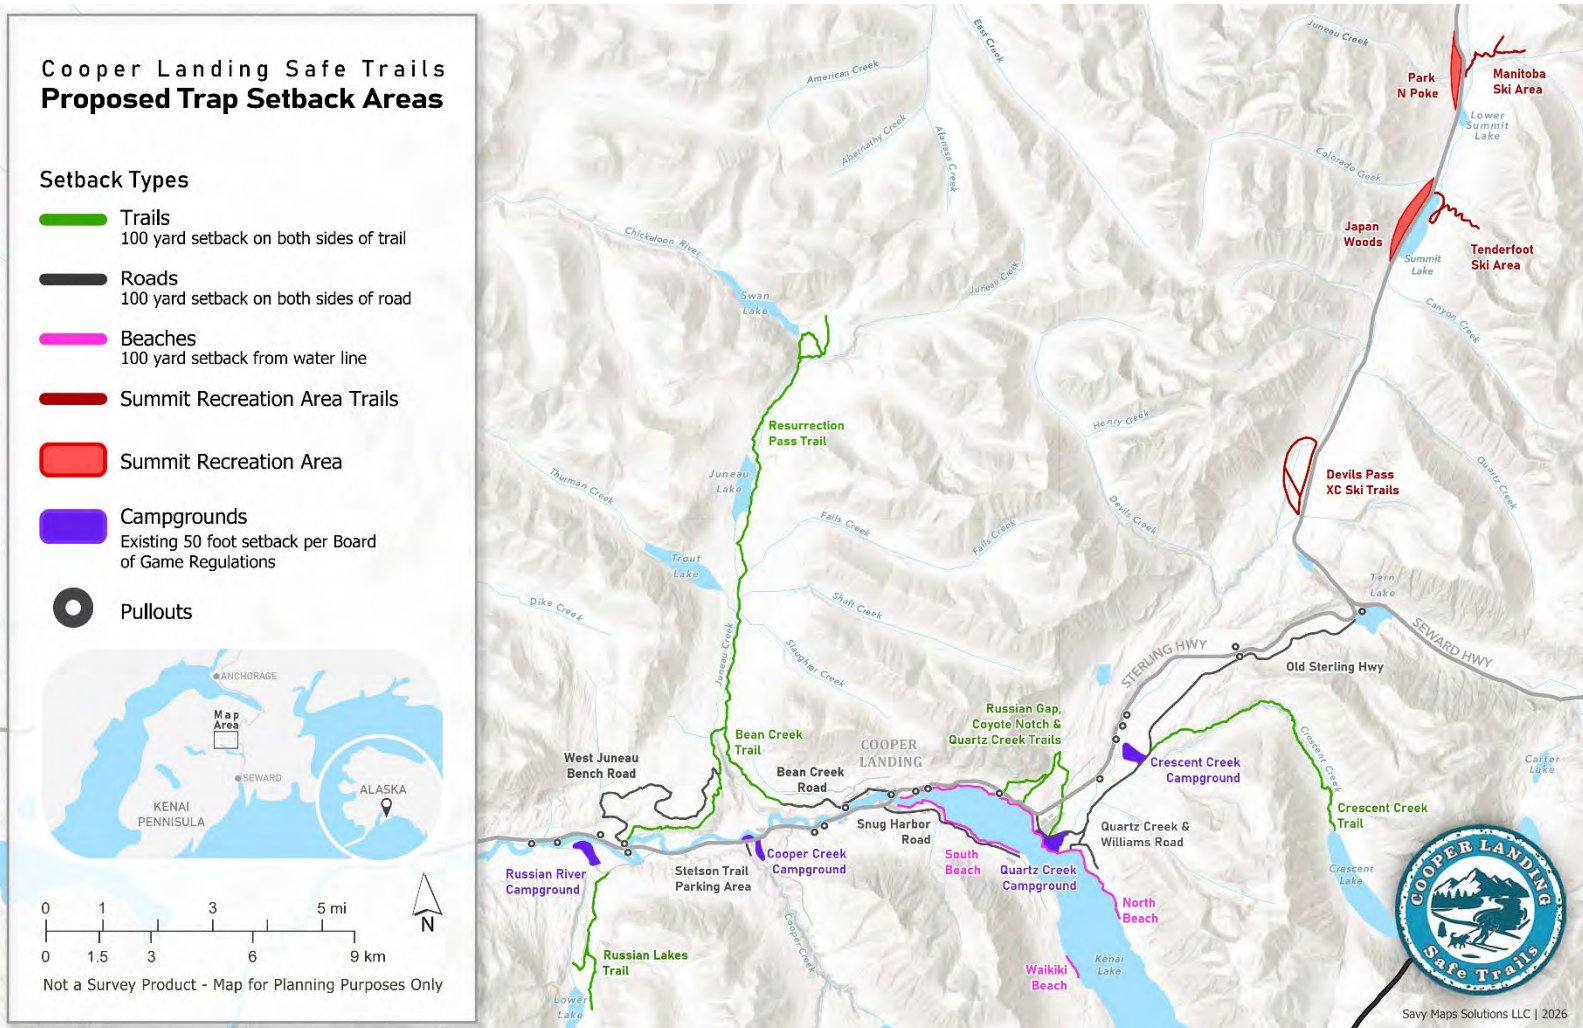 Cooper Landing Safe Trails
Proposed Trap Setback Areas
Setback Types
Trails
100 yard setback on both sides of trail
Roads
100 yard setback on both sides of road
Beaches
100 yard setback from water line
Summit Recreation Area Trails
Summit Recreation Area
Campgrounds
Existing 50 foot setback per Board
of Game Regulations
Pullouts
ANCHORAGE
Map
Area
SEWARD
KENAI
PENNISULA
ALASKA
0 1 3 5 mi
0 1.5 3 6 9 km
N
Not a Survey Product - Map for Planning Purposes Only
East Creek
Juneau Creek
American Creek
Abernathy Creek
Afanasa Creek
Park
N Poke
Manitoba
Ski Area
Lower
Summit
Lake
Colorado Creek
Japan
Woods
Summit
Lake
Tenderfoot
Ski Area
Chickaloon River
Swan
Lake
Juneau Creek
Canyon Creek
Resurrection
Pass Trail
Henry Creek
Juneau
Lake
Thurman Creek
Devils Pass
XC Ski Trails
Quartz Creek
Devils Creek
Falls Creek
Falls Creek
Trout
Lake
Tern
Lake
Dike Creek
Shaft Creek
Juneau Creek
Slaughter Creek
STERLING HWY
SEWARD HWY
Old Sterling Hwy
Russian Gap,
Coyote Notch &
Quartz Creek Trails
Bean Creek
Trail
COOPER
LANDING
West Juneau
Bench Road
Bean Creek
Road
Crescent Creek
Campground
Crescent Creek
Carter
Lake
Crescent Creek
Trail
Snug Harbor
Road
Quartz Creek &
Williams Road
South
Beach
Quartz Creek
Campground
Cooper Creek
Campground
Stetson Trail
Parking Area
Russian River
Campground
Crescent
Lake
North
Beach
Cooper Creek
Russian Lakes
Trail
Waikiki
Beach
Kenai
Lake
Lower
Lake
COOPER LANDING
Safe Trails
Savy Maps Solutions LLC | 2026